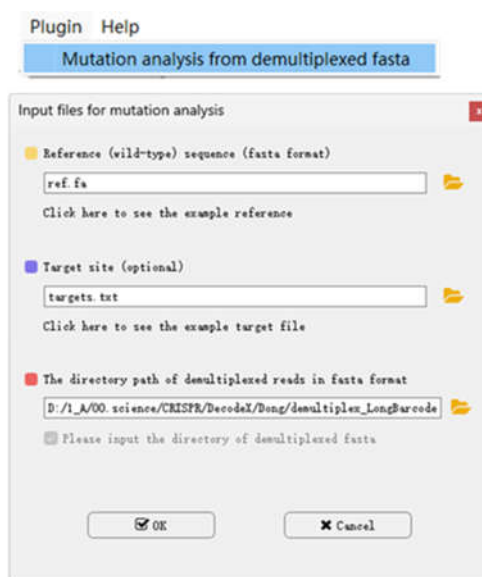 Plugin Help
Mutation analysis from demultiplexed fasta
Input files for mutation analysis
Reference (wild-type) sequence (fasta format)
ref.fa
Click here to see the example reference
Target site (optional)
targets.txt
Click here to see the example target file
The directory path of demultiplexed reads in fasta format
D:/1_A/00.science/CRISPR/DecodeX/Dong/demultiplex_LongBarcode
Please input the directory of demultiplexed fasta
OK Cancel